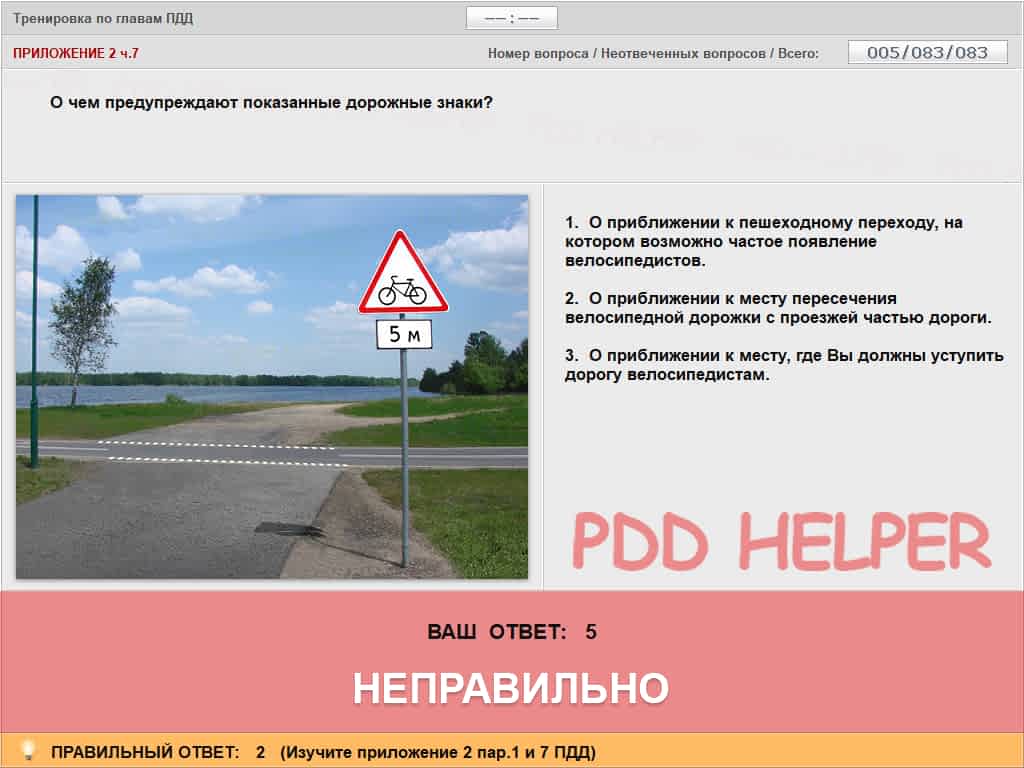 Тренировка по главам ПДД
–– : ––
ПРИЛОЖЕНИЕ 2 ч.7
Номер вопроса / Неотвеченных вопросов / Всего:
005/083/083
О чем предупреждают показанные дорожные знаки?
5 м
1. О приближении к пешеходному переходу, на
котором возможно частое появление
велосипедистов.
2. О приближении к месту пересечения
велосипедной дорожки с проезжей частью дороги.
3. О приближении к месту, где Вы должны уступить
дорогу велосипедистам.
PDD HELPER
ВАШ ОТВЕТ: 5
НЕПРАВИЛЬНО
ПРАВИЛЬНЫЙ ОТВЕТ: 2 (Изучите приложение 2 пар.1 и 7 ПДД)